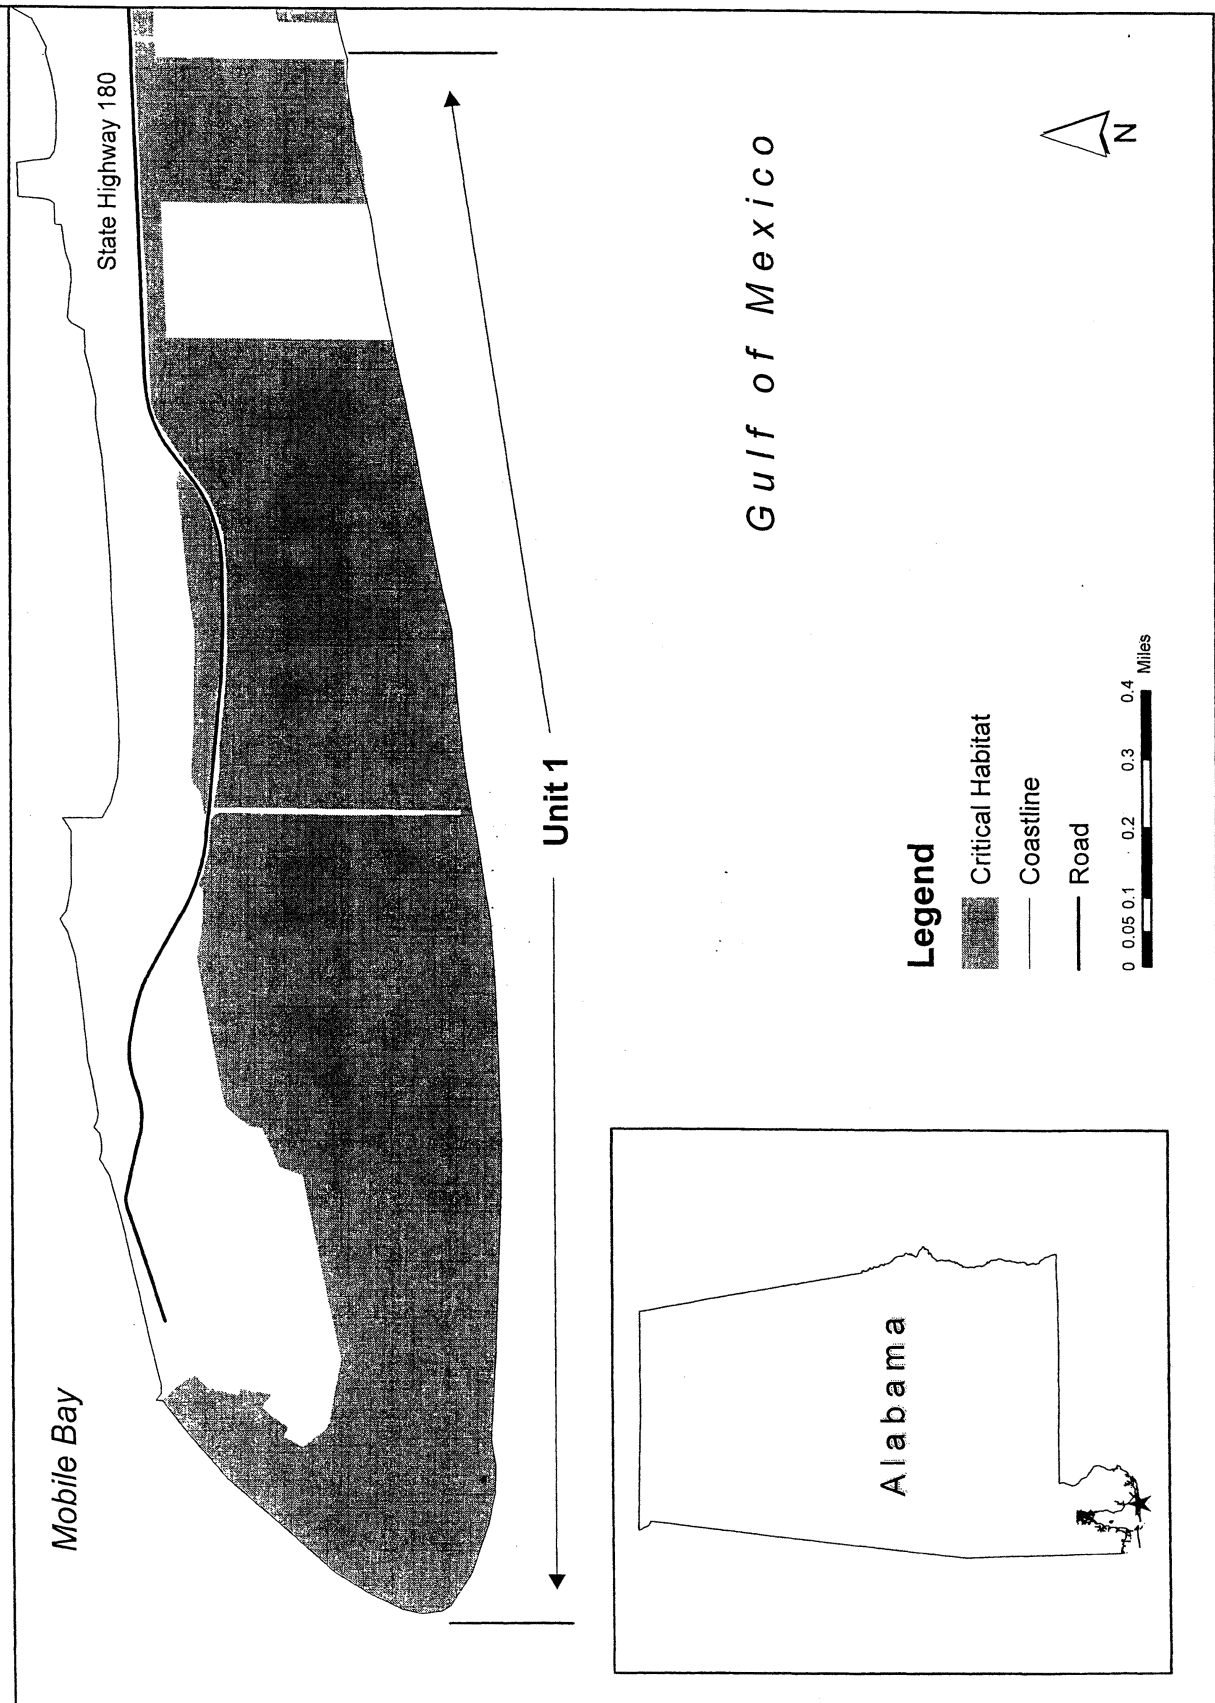 Mobile Bay
State Highway 180
Unit 1
Gulf of Mexico
N
Alabama
Legend
Critical Habitat
Coastline
Road
0 0.05 0.1 0.2 0.3 0.4
Miles